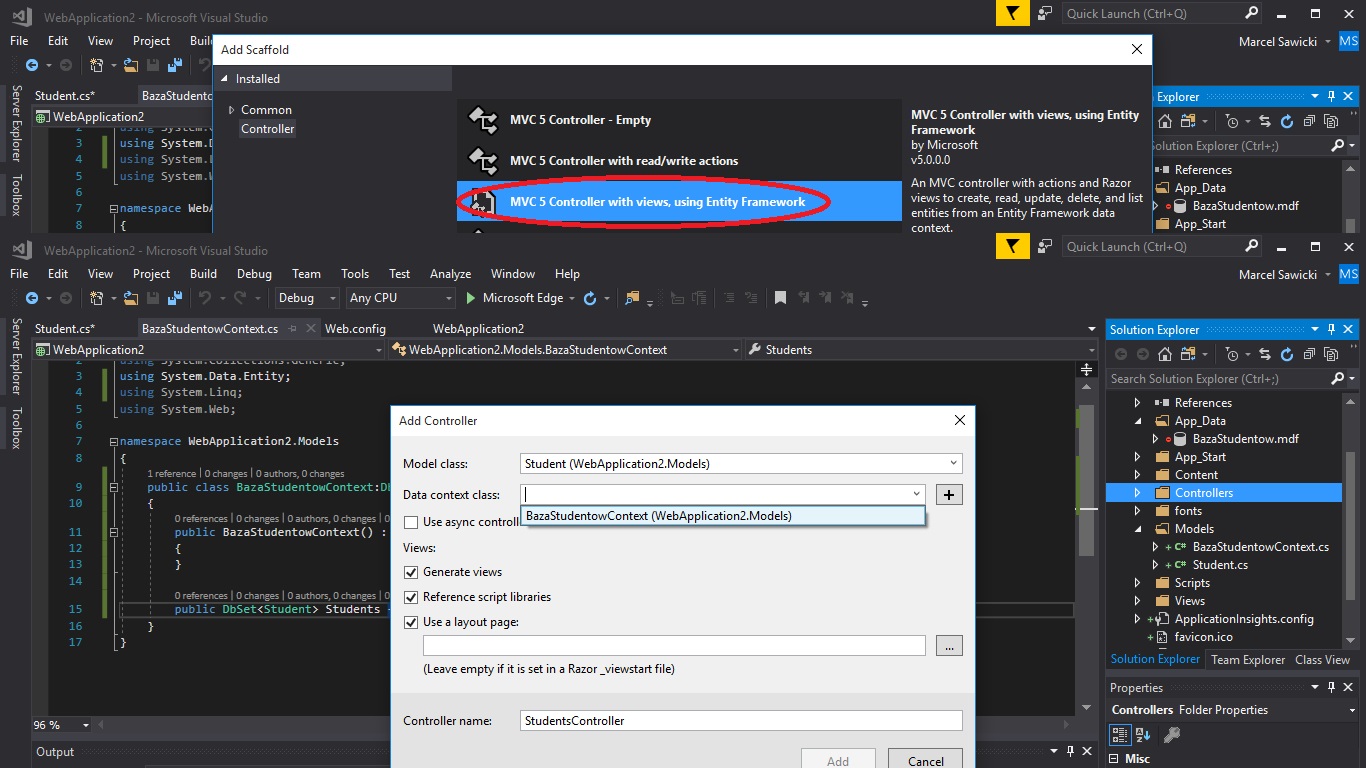 WebApplication2 - Microsoft Visual Studio
Quick Launch (Ctrl+Q)
File Edit View Project
Marcel Sawicki MS
Add Scaffold
Installed
Common
Controller
MVC 5 Controller - Empty
MVC 5 Controller with read/write actions
MVC 5 Controller with views, using Entity Framework
MVC 5 Controller with views, using Entity
Framework
by Microsoft
v5.0.0.0
An MVC controller with actions and Razor
views to create, read, update, delete, and list
entities from an Entity Framework data
context.
Server Explorer
Toolbox
Student.cs*
WebApplication2
3 using
4 using
5 using
6
7 namespace
8 {
Explorer
Solution Explorer (Ctrl+;)
References
App_Data
BazaStudentow.mdf
App_Start
WebApplication2 - Microsoft Visual Studio
Quick Launch (Ctrl+Q)
File Edit View Project Build Debug Team Tools Test Analyze Window Help
Marcel Sawicki MS
Debug Any CPU Microsoft Edge
Server Explorer
Toolbox
Student.cs* BazaStudentowContext.cs Web.config WebApplication2
WebApplication2 WebApplication2.Models.BazaStudentowContext Students
2 using System.Collections.Generic;
3 using System.Data.Entity;
4 using System.Linq;
5 using System.Web;
6
7 namespace WebApplication2.Models
8 {
1 reference | 0 changes | 0 authors, 0 changes
9 public class BazaStudentowContext:
10 {
0 references | 0 changes | 0 authors, 0
11 public BazaStudentowContext() :
12 {
13 }
14
0 references | 0 changes | 0 authors, 0
15 public DbSet<Student> Students
16 }
17 }
96 %
Output
Add Controller
Model class: Student (WebApplication2.Models)
Data context class:
+
BazaStudentowContext (WebApplication2.Models)
Use async
Views:
Generate views
Reference script libraries
Use a layout page:
...
(Leave empty if it is set in a Razor _viewstart file)
Controller name: StudentsController
Add Cancel
Solution Explorer
Search Solution Explorer (Ctrl+;)
References
App_Data
BazaStudentow.mdf
App_Start
Content
Controllers
fonts
Models
BazaStudentowContext.cs
Student.cs
Scripts
Views
ApplicationInsights.config
favicon.ico
Solution Explorer Team Explorer Class View
Properties
Controllers Folder Properties
Misc